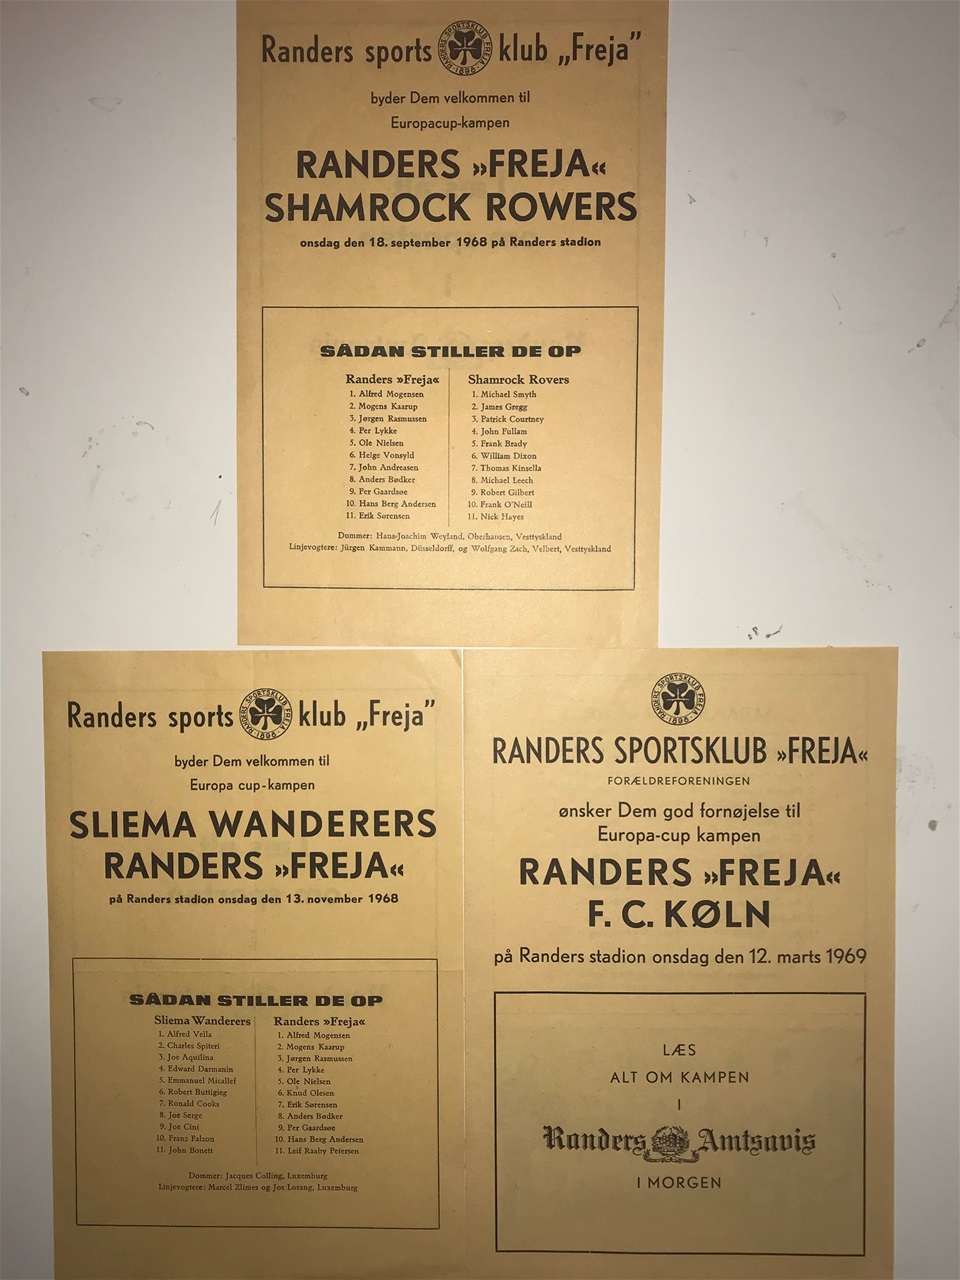 Randers sports klub „Freja”
RANDERS SPORTSKLUB FREJA · 1898 ·
byder Dem velkommen til
Europacup-kampen
RANDERS »FREJA«
SHAMROCK ROWERS
onsdag den 18. september 1968 på Randers stadion
SÅDAN STILLER DE OP
Randers »Freja«
1. Alfred Mogensen
2. Mogens Kaarup
3. Jørgen Rasmussen
4. Per Lykke
5. Ole Nielsen
6. Helge Vonsyld
7. John Andreasen
8. Anders Bødker
9. Per Gaardsøe
10. Hans Berg Andersen
11. Erik Sørensen
Shamrock Rovers
1. Michael Smyth
2. James Gregg
3. Patrick Courtney
4. John Fullam
5. Frank Brady
6. William Dixon
7. Thomas Kinsella
8. Michael Leech
9. Robert Gilbert
10. Frank O'Neill
11. Nick Hayes
Dommer: Hans-Joachim Weyland, Oberhausen, Vesttyskland
Linjevogtere: Jürgen Kammann, Düsseldorff, og Wolfgang Zach, Velbert, Vesttyskland
Randers sports klub „Freja”
RANDERS SPORTSKLUB FREJA · 1898 ·
byder Dem velkommen til
Europa cup-kampen
SLIEMA WANDERERS
RANDERS »FREJA«
på Randers stadion onsdag den 13. november 1968
SÅDAN STILLER DE OP
Sliema Wanderers
1. Alfred Vella
2. Charles Spiteri
3. Joe Aquilina
4. Edward Darmanin
5. Emmanuel Micallef
6. Robert Buttigieg
7. Ronald Cooks
8. Joe Serge
9. Joe Cini
10. Franz Falzon
11. John Bonett
Randers »Freja«
1. Alfred Mogensen
2. Mogens Kaarup
3. Jørgen Rasmussen
4. Per Lykke
5. Ole Nielsen
6. Knud Olesen
7. Erik Sørensen
8. Anders Bødker
9. Per Gaardsøe
10. Hans Berg Andersen
11. Leif Raaby Petersen
Dommer: Jacques Colling, Luxemburg
Linjevogtere: Marcel Zlimes og Jos Lorang, Luxemburg
RANDERS SPORTSKLUB FREJA · 1898 ·
RANDERS SPORTSKLUB »FREJA«
FORÆLDREFORENINGEN
ønsker Dem god fornøjelse til
Europa-cup kampen
RANDERS »FREJA«
F. C. KØLN
på Randers stadion onsdag den 12. marts 1969
LÆS
ALT OM KAMPEN
I
Randers Amtsavis
I MORGEN